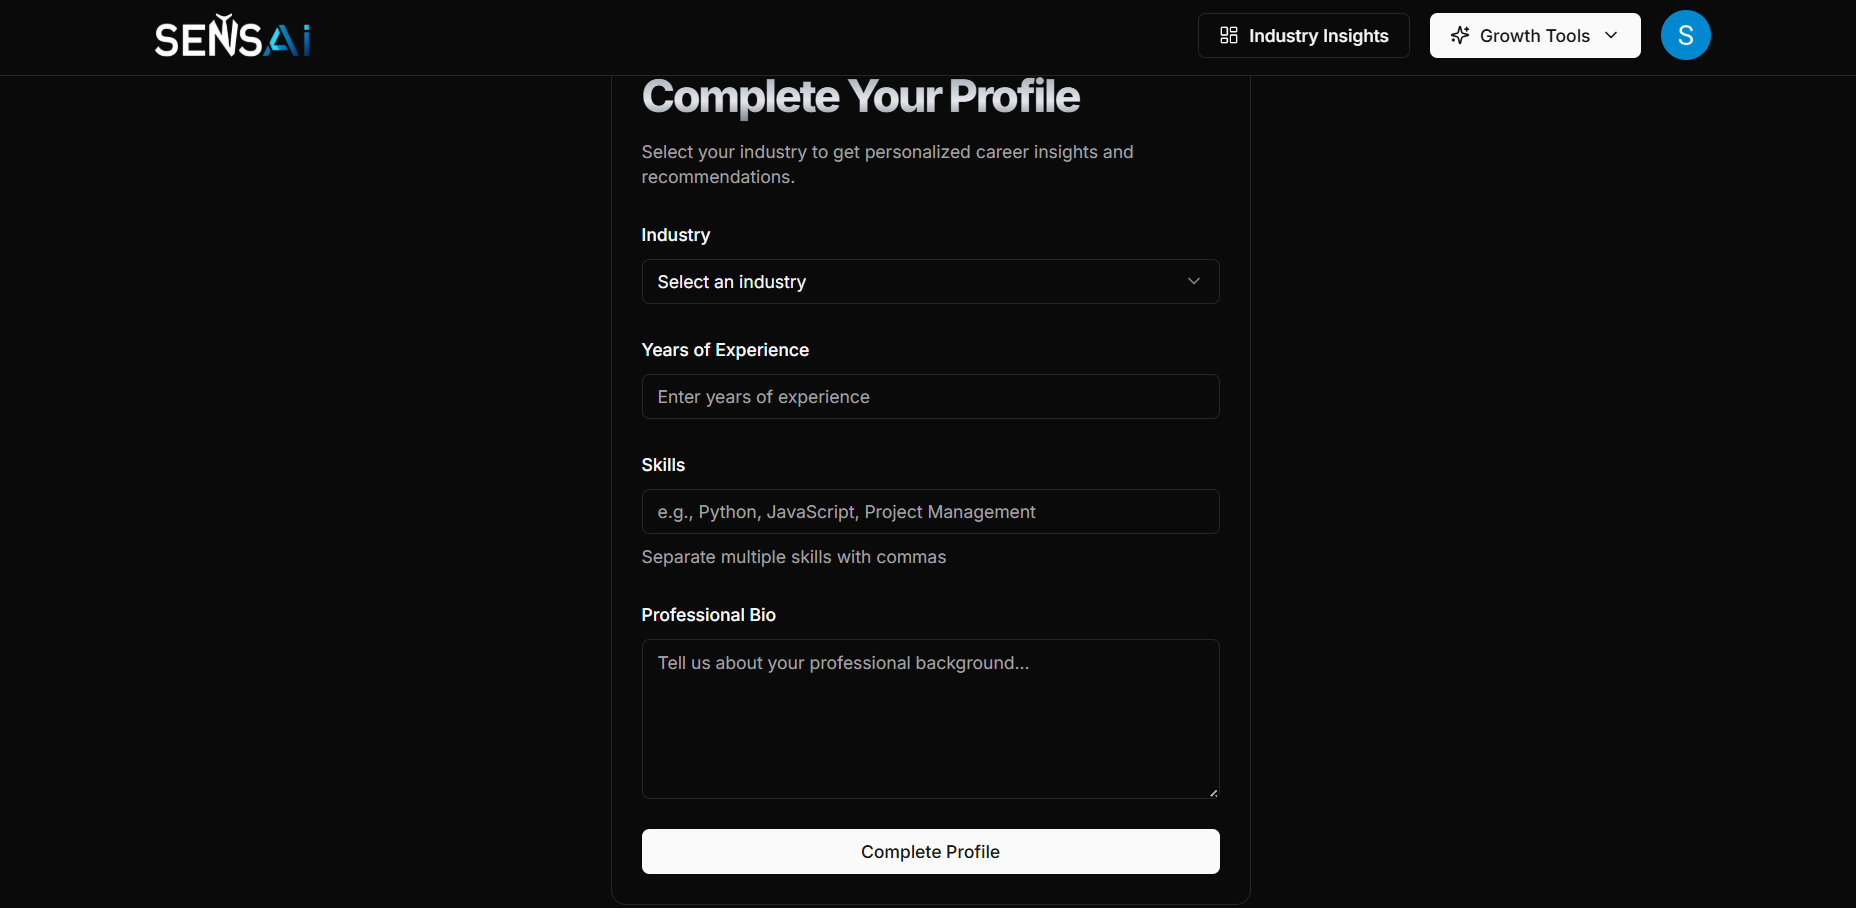 SENSAi
Industry Insights
Growth Tools
S
Complete Your Profile
Select your industry to get personalized career insights and
recommendations.
Industry
Select an industry
Years of Experience
Enter years of experience
Skills
e.g., Python, JavaScript, Project Management
Separate multiple skills with commas
Professional Bio
Tell us about your professional background...
Complete Profile